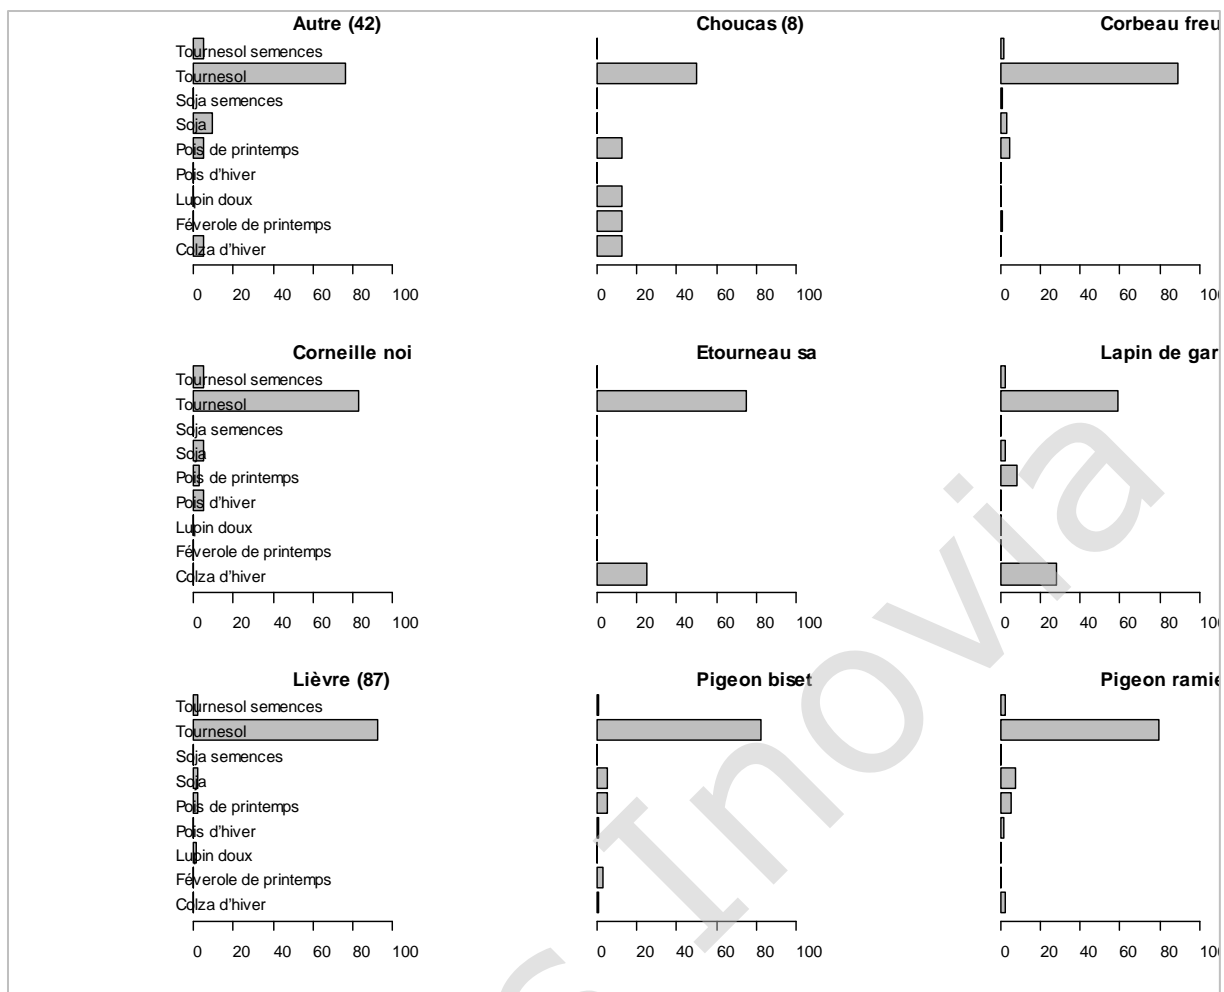 Autre (42)
Choucas (8)
Corbeau freu
Tournesol semences
Tournesol
Soja semences
Soja
Pois de printemps
Pois d'hiver
Lupin doux
Féverole de printemps
Colza d'hiver
0 20 40 60 80 100
0 20 40 60 80 100
0 20 40 60 80 10
Corneille noi
Etourneau sa
Lapin de gar
Tournesol semences
Tournesol
Soja semences
Soja
Pois de printemps
Pois d'hiver
Lupin doux
Féverole de printemps
Colza d'hiver
0 20 40 60 80 100
0 20 40 60 80 100
0 20 40 60 80 10
Lièvre (87)
Pigeon biset
Pigeon ramie
Tournesol semences
Tournesol
Soja semences
Soja
Pois de printemps
Pois d'hiver
Lupin doux
Féverole de printemps
Colza d'hiver
0 20 40 60 80 100
0 20 40 60 80 100
0 20 40 60 80 10
s Inovia